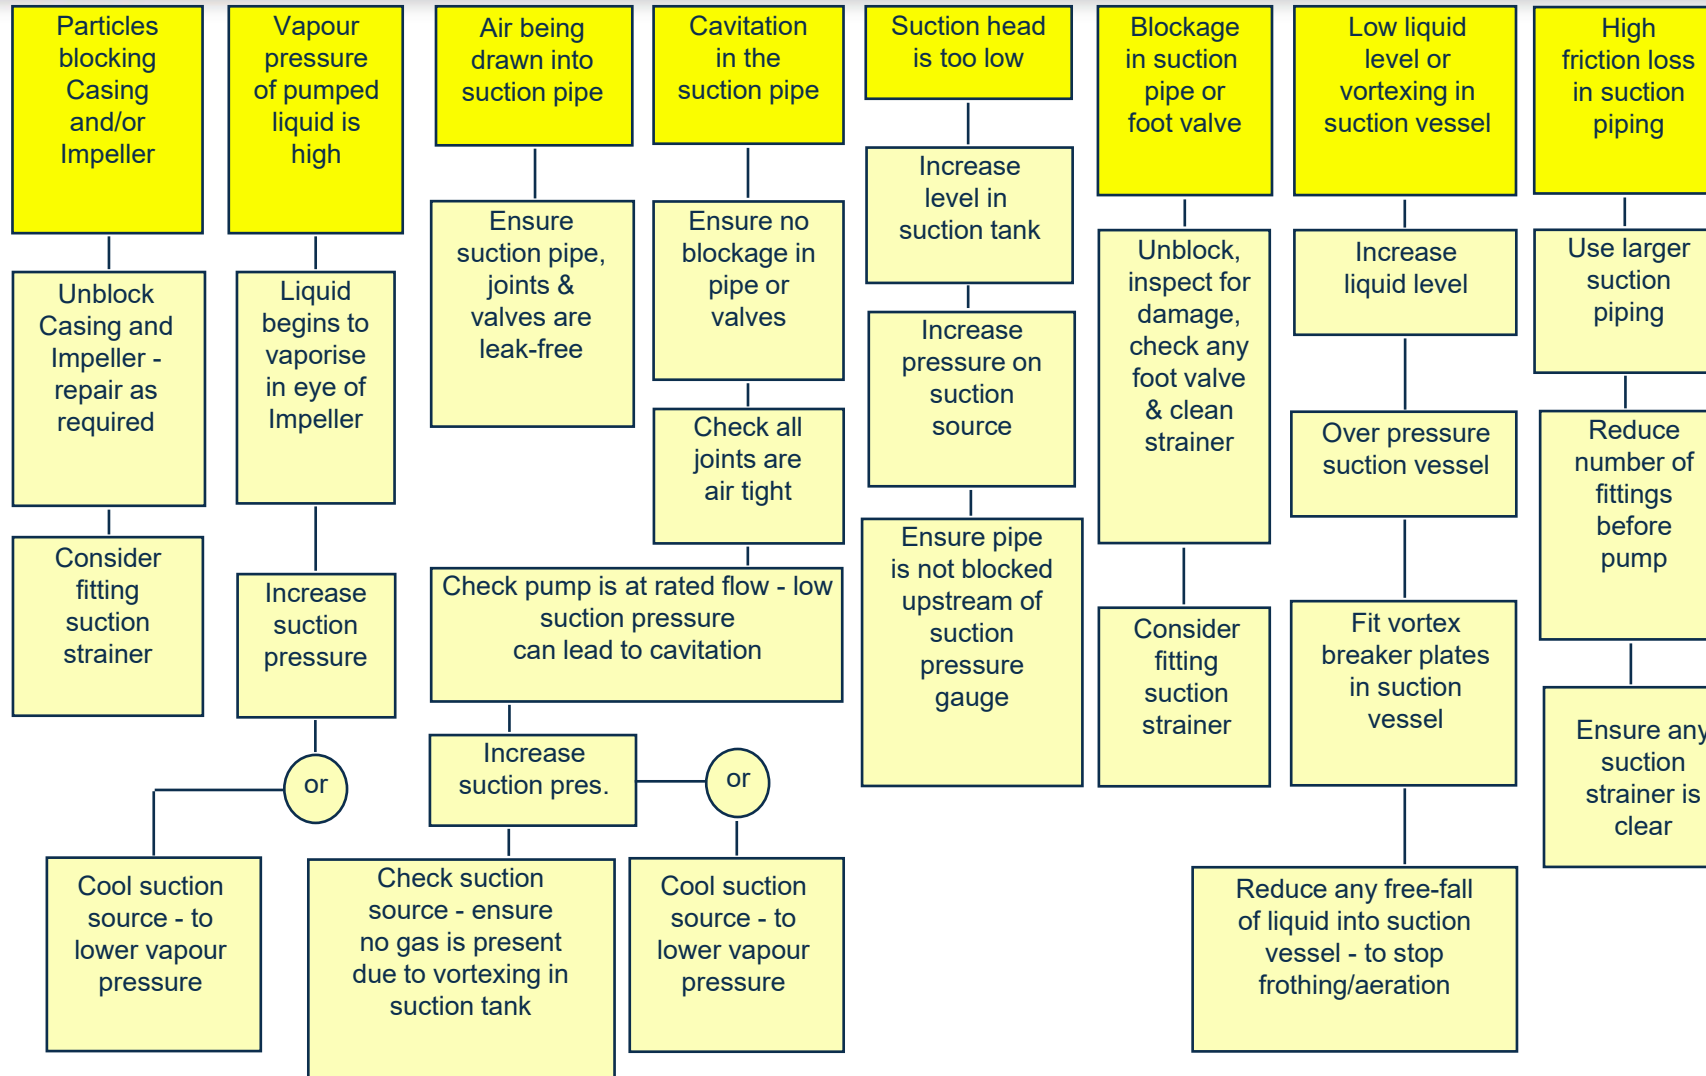 Particles
blocking
Casing
and/or
Impeller
Vapour
pressure
of pumped
liquid is
high
Air being
drawn into
suction pipe
Cavitation
in the
suction pipe
Suction head
is too low
Blockage
in suction
pipe or
foot valve
Low liquid
level or
vortexing in
suction vessel
High
friction loss
in suction
piping
Unblock
Casing and
Impeller -
repair as
required
Consider
fitting
suction
strainer
Liquid
begins to
vaporise
in eye of
Impeller
Increase
suction
pressure
or
Cool suction
source - to
lower vapour
pressure
Ensure
suction pipe,
joints &
valves are
leak-free
Ensure no
blockage in
pipe or
valves
Check all
joints are
air tight
Check pump is at rated flow - low
suction pressure
can lead to cavitation
Increase
suction pres.
or
Check suction
source - ensure
no gas is present
due to vortexing in
suction tank
Cool suction
source - to
lower vapour
pressure
Increase
level in
suction tank
Increase
pressure on
suction
source
Ensure pipe
is not blocked
upstream of
suction
pressure
gauge
Unblock,
inspect for
damage,
check any
foot valve
& clean
strainer
Consider
fitting
suction
strainer
Increase
liquid level
Over pressure
suction vessel
Fit vortex
breaker plates
in suction
vessel
Reduce any free-fall
of liquid into suction
vessel - to stop
frothing/aeration
Use larger
suction
piping
Reduce
number of
fittings
before
pump
Ensure any
suction
strainer is
clear